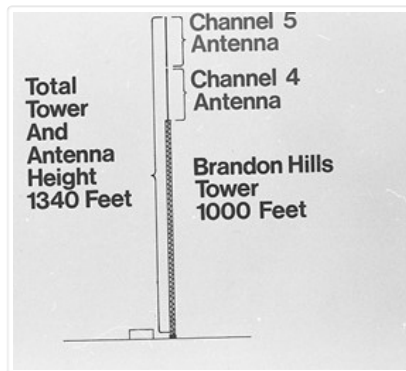 Channel 5
Antenna
Channel 4
Antenna
Total
Tower
And
Antenna
Height
1340 Feet
Brandon Hills
Tower
1000 Feet